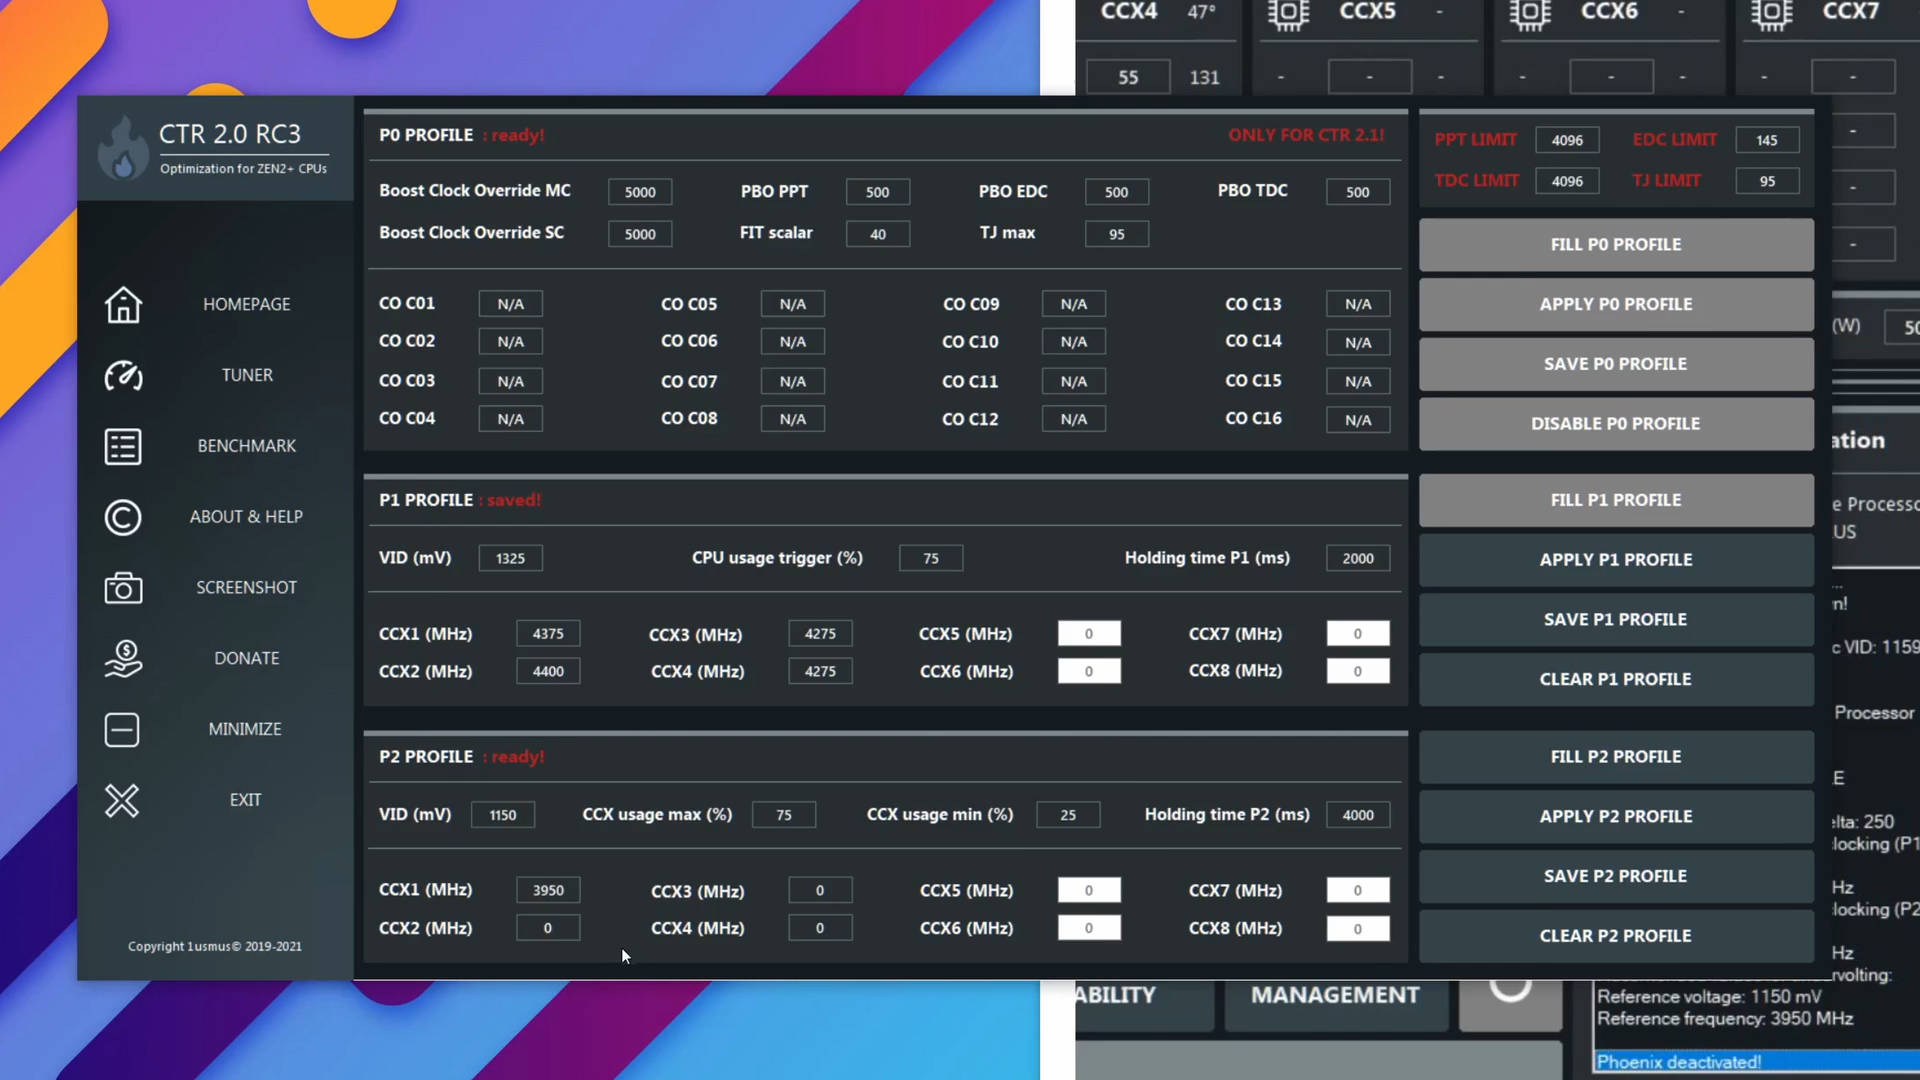 CCX4 47° CCX5 - CCX6 - CCX7
55 131 - - - - - - - -
-
-
-
CTR 2.0 RC3
Optimization for ZEN2+ CPUs
HOMEPAGE
TUNER
BENCHMARK
ABOUT & HELP
SCREENSHOT
DONATE
MINIMIZE
EXIT
Copyright 1usmus© 2019-2021
P0 PROFILE : ready! ONLY FOR CTR 2.1!
Boost Clock Override MC 5000 PBO PPT 500 PBO EDC 500 PBO TDC 500
Boost Clock Override SC 5000 FIT scalar 40 TJ max 95
CO C01 N/A CO C05 N/A CO C09 N/A CO C13 N/A
CO C02 N/A CO C06 N/A CO C10 N/A CO C14 N/A
CO C03 N/A CO C07 N/A CO C11 N/A CO C15 N/A
CO C04 N/A CO C08 N/A CO C12 N/A CO C16 N/A
P1 PROFILE : saved!
VID (mV) 1325 CPU usage trigger (%) 75 Holding time P1 (ms) 2000
CCX1 (MHz) 4375 CCX3 (MHz) 4275 CCX5 (MHz) 0 CCX7 (MHz) 0
CCX2 (MHz) 4400 CCX4 (MHz) 4275 CCX6 (MHz) 0 CCX8 (MHz) 0
P2 PROFILE : ready!
VID (mV) 1150 CCX usage max (%) 75 CCX usage min (%) 25 Holding time P2 (ms) 4000
CCX1 (MHz) 3950 CCX3 (MHz) 0 CCX5 (MHz) 0 CCX7 (MHz) 0
CCX2 (MHz) 0 CCX4 (MHz) 0 CCX6 (MHz) 0 CCX8 (MHz) 0
PPT LIMIT 4096 EDC LIMIT 145
TDC LIMIT 4096 TJ LIMIT 95
FILL P0 PROFILE
APPLY P0 PROFILE
SAVE P0 PROFILE
DISABLE P0 PROFILE
FILL P1 PROFILE
APPLY P1 PROFILE
SAVE P1 PROFILE
CLEAR P1 PROFILE
FILL P2 PROFILE
APPLY P2 PROFILE
SAVE P2 PROFILE
CLEAR P2 PROFILE
(W) 50
ation
e Processo
US
n!
c VID: 1159
Processor
E
elta: 250
locking (P1
Hz
locking (P2
Hz
rvolting:
Reference voltage: 1150 mV
Reference frequency: 3950 MHz
Phoenix deactivated!
ABILITY MANAGEMENT